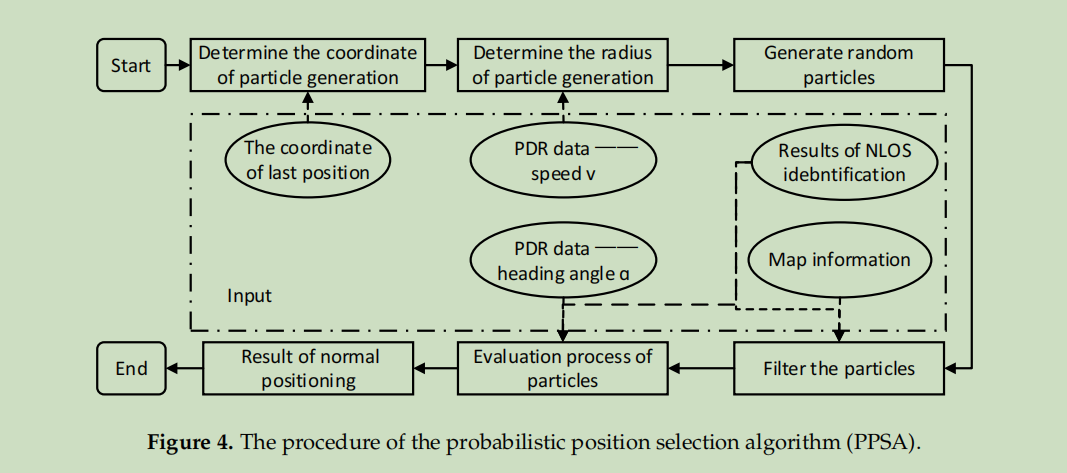 Start
Determine the coordinate
of particle generation
Determine the radius
of particle generation
Generate random
particles
The coordinate
of last position
PDR data ——
speed v
Results of NLOS
idebntification
PDR data ——
heading angle α
Map information
Input
End
Result of normal
positioning
Evaluation process of
particles
Filter the particles
Figure 4. The procedure of the probabilistic position selection algorithm (PPSA).